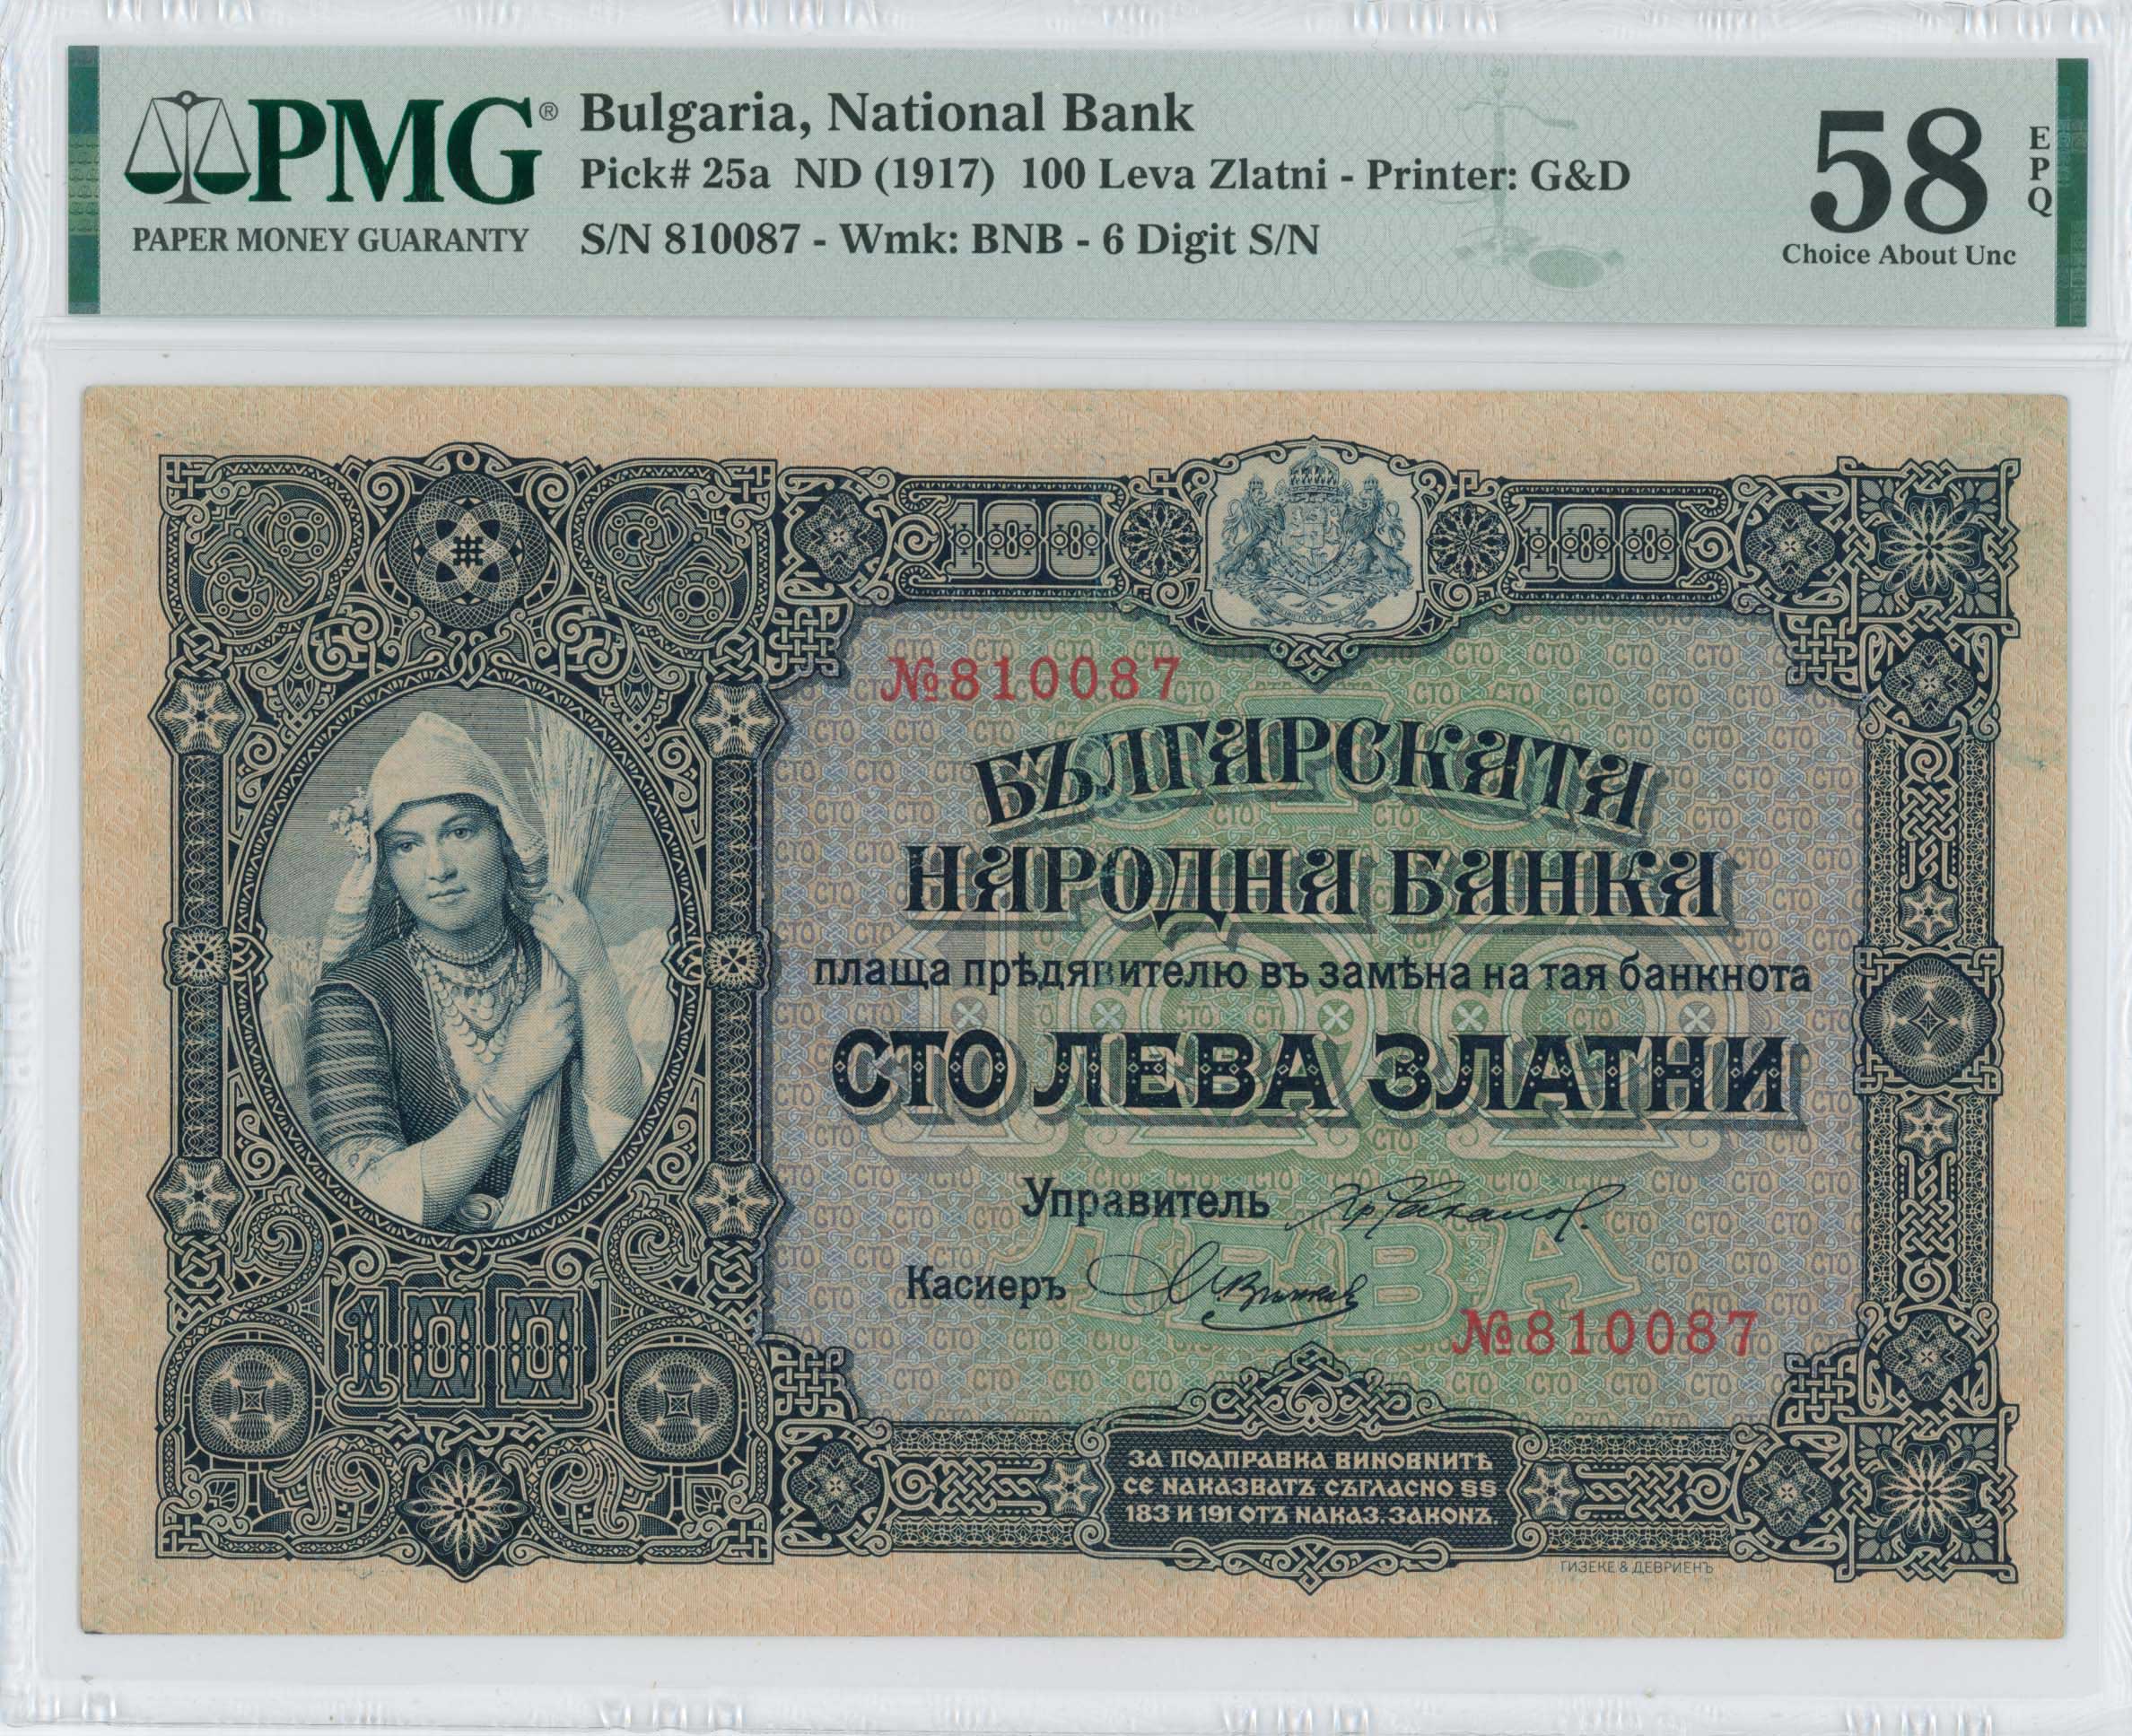 PMG®
PAPER MONEY GUARANTY
Bulgaria, National Bank
Pick# 25a ND (1917) 100 Leva Zlatni - Printer: G&D
S/N 810087 - Wmk: BNB - 6 Digit S/N
58
EPQ
Choice About Unc
100
100
№810087
БЪЛГАРСКАТА
НАРОДНА БАНКА
плаща прѣдявителю въ замѣна на тая банкнота
СТО ЛЕВА ЗЛАТНИ
Управитель
Касиеръ
ЛЕВА
№810087
100
ЗА ПОДПРАВКА ВИНОВНИТѢ
СЕ НАКАЗВАТЪ СЪГЛАСНО §§
183 И 191 ОТЪ НАКАЗ. ЗАКОНЪ.
ГИЗЕКЕ & ДЕВРИЕНЪ